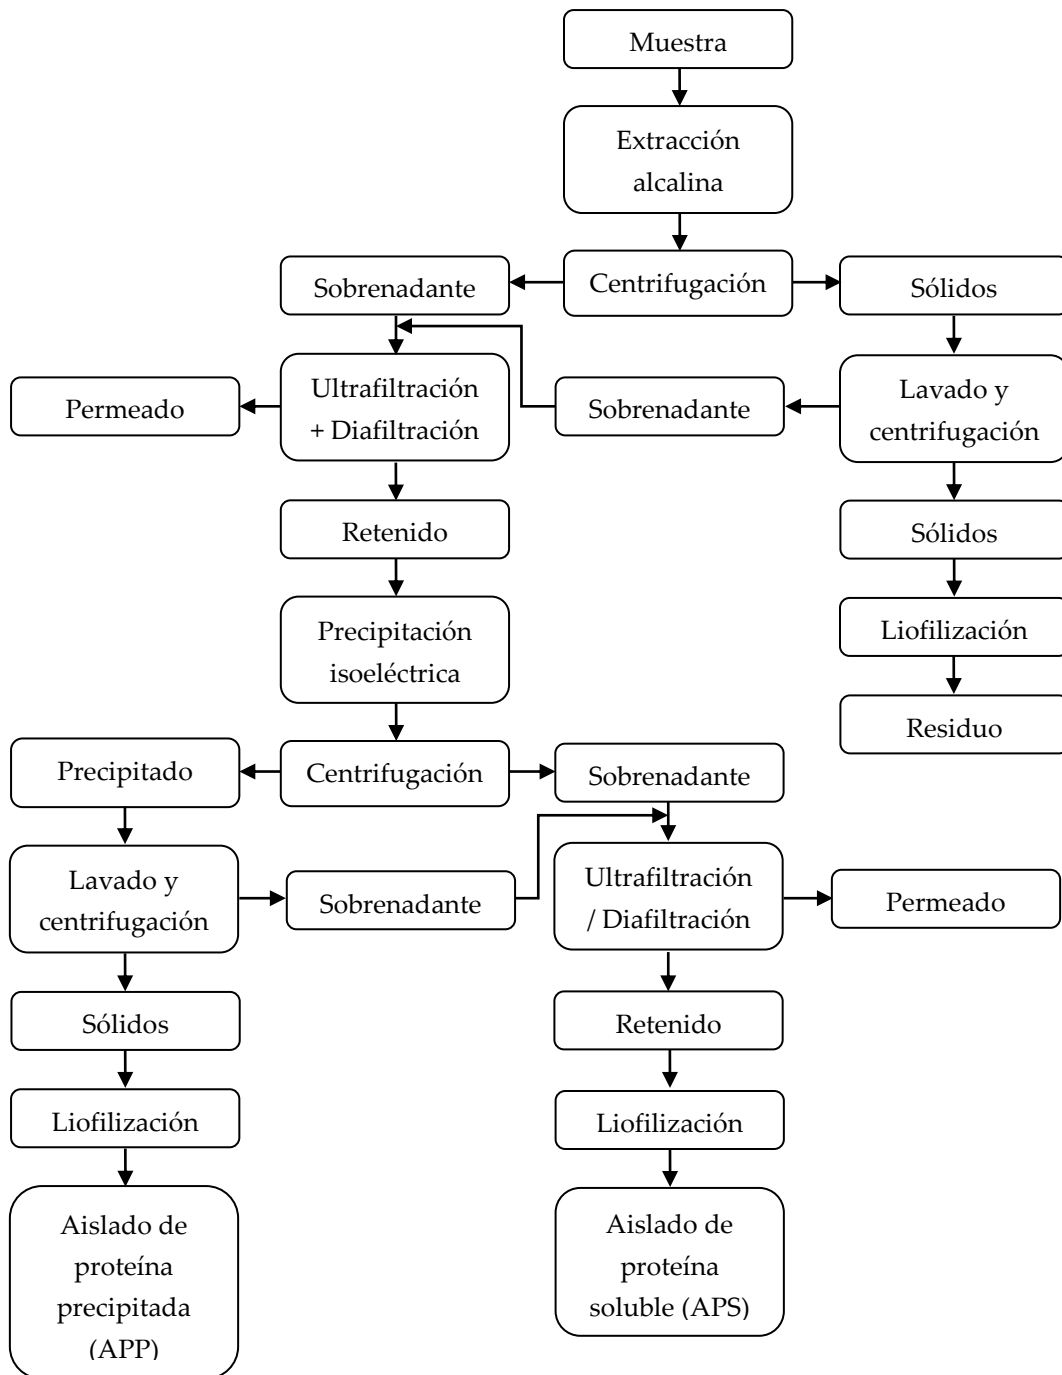 Muestra
Extracción
alcalina
Centrifugación
Sobrenadante
Sólidos
Ultrafiltración
+ Diafiltración
Permeado
Sobrenadante
Lavado y
centrifugación
Retenido
Sólidos
Precipitación
isoeléctrica
Liofilización
Residuo
Precipitado
Centrifugación
Sobrenadante
Lavado y
centrifugación
Sobrenadante
Ultrafiltración
/ Diafiltración
Permeado
Sólidos
Retenido
Liofilización
Liofilización
Aislado de
proteína
precipitada
(APP)
Aislado de
proteína
soluble (APS)